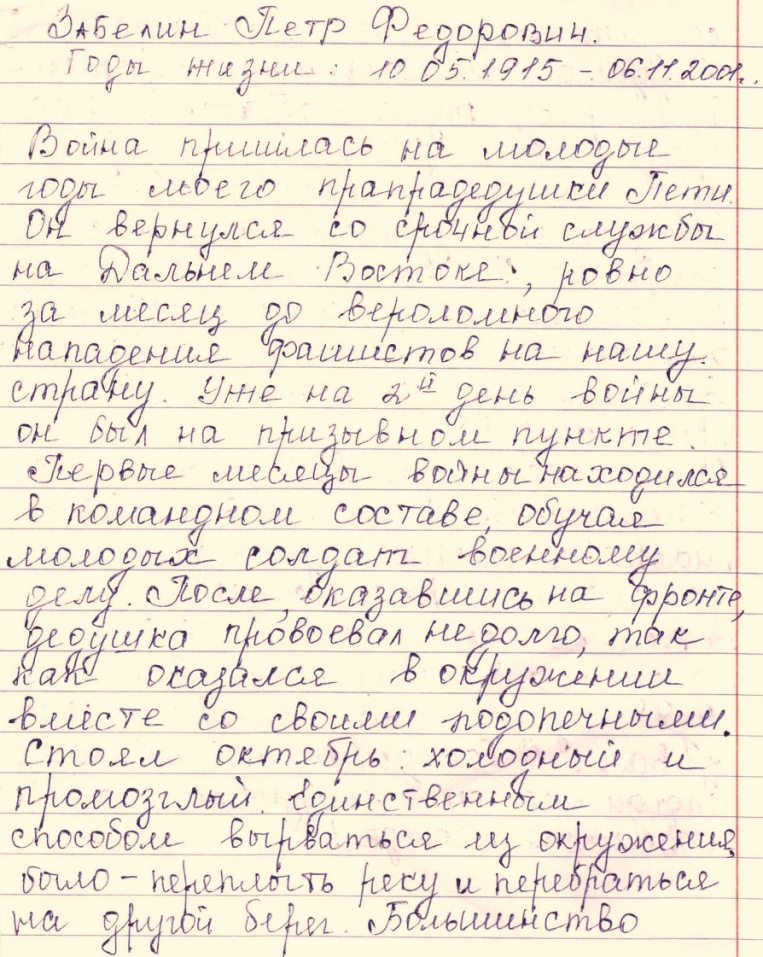 Забелин Петр Федорович.
Годы жизни: 10.05.1915 - 06.11.2001.
Война пришлась на молодые
годы моего прапрадедушки Пети.
Он вернулся со срочной службы
на Дальнем Востоке, ровно
за месяц до вероломного
нападения фашистов на нашу
страну. Уже на 2й день войны
он был на призывном пункте.
Первые месяцы войны находился
в командном составе, обучая
молодых солдат военному
делу. После, оказавшись на фронте,
дедушка провоевал недолго, так
как оказался в окружении
вместе со своими подопечными.
Стоял октябрь: холодный и
промозглый. Единственным
способом вырваться из окружения
было - переплыть реку и перебраться
на другой берег. Большинство